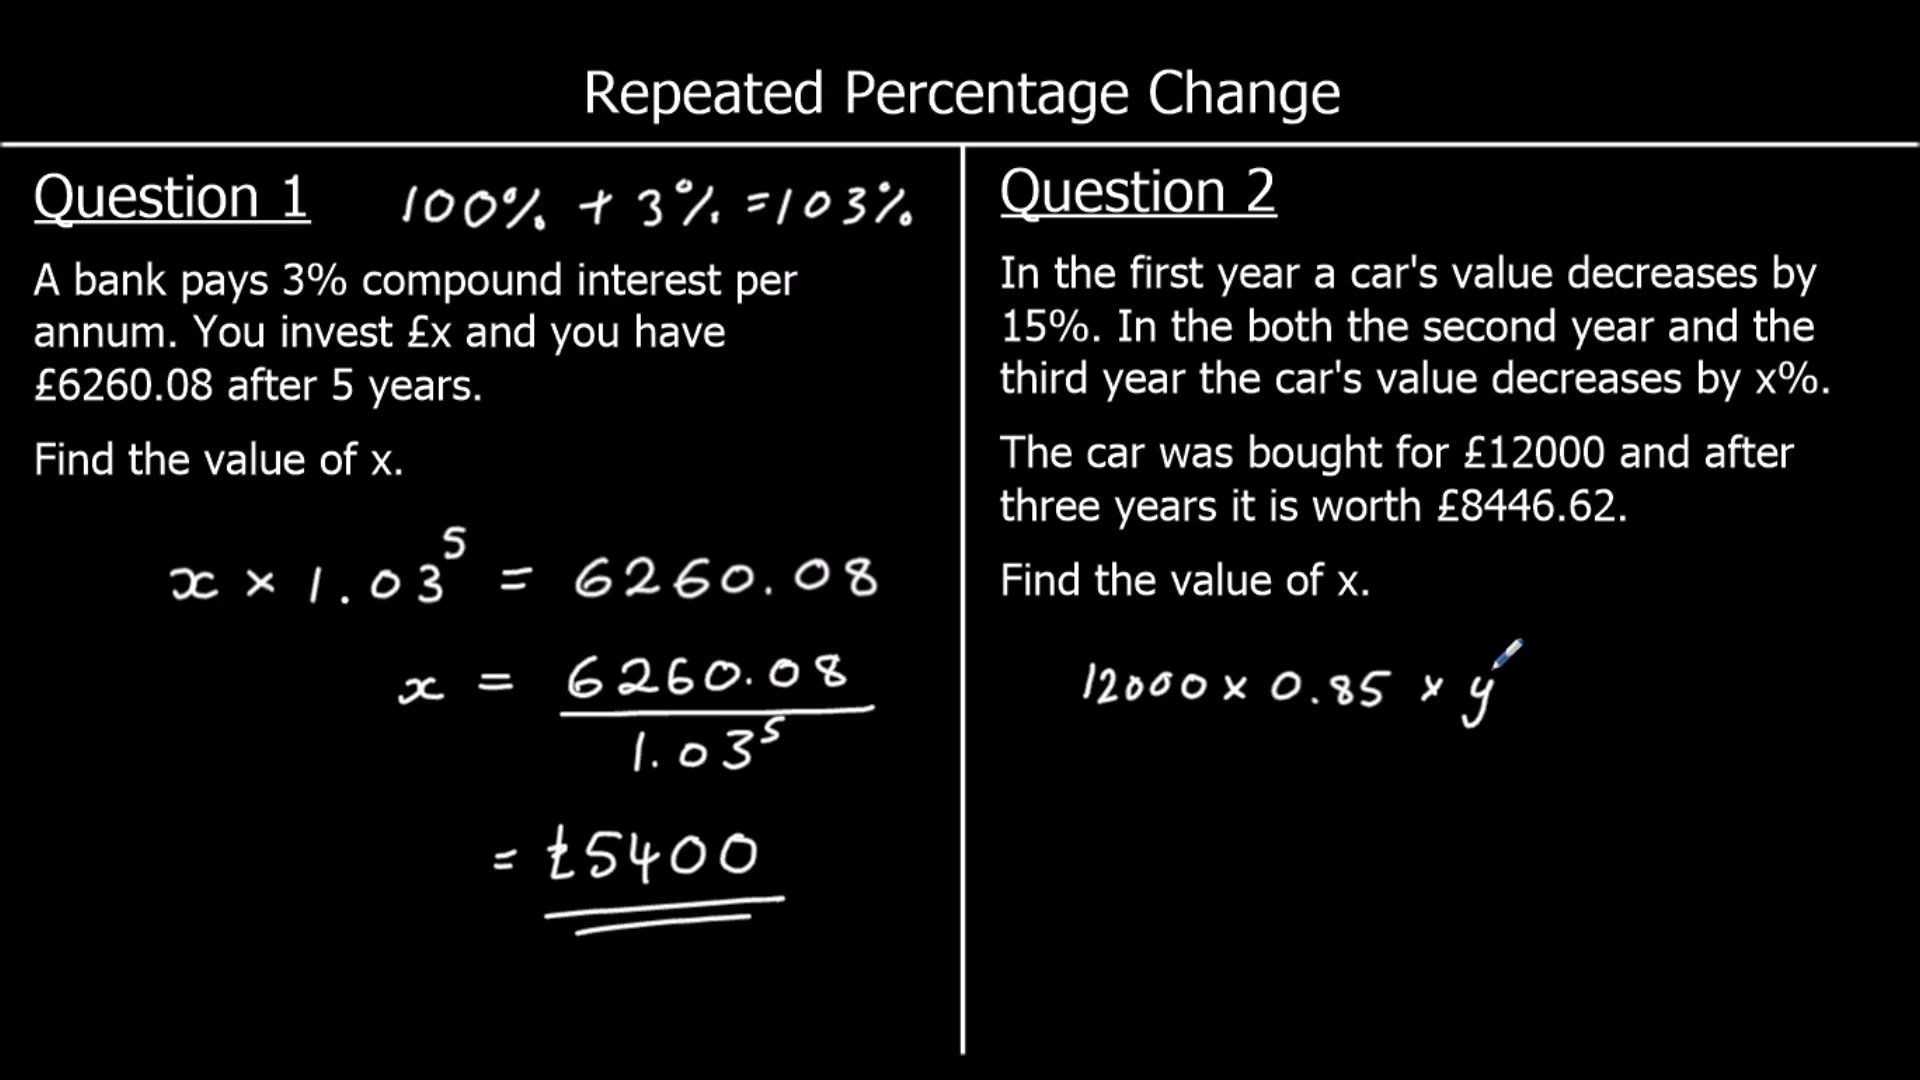 Repeated Percentage Change
Question 1
100% + 3% = 103%
A bank pays 3% compound interest per
annum. You invest £x and you have
£6260.08 after 5 years.
Find the value of x.
x × 1.03⁵ = 6260.08
x = 6260.08
1.03⁵
= £5400
Question 2
In the first year a car's value decreases by
15%. In the both the second year and the
third year the car's value decreases by x%.
The car was bought for £12000 and after
three years it is worth £8446.62.
Find the value of x.
12000 × 0.85 × y